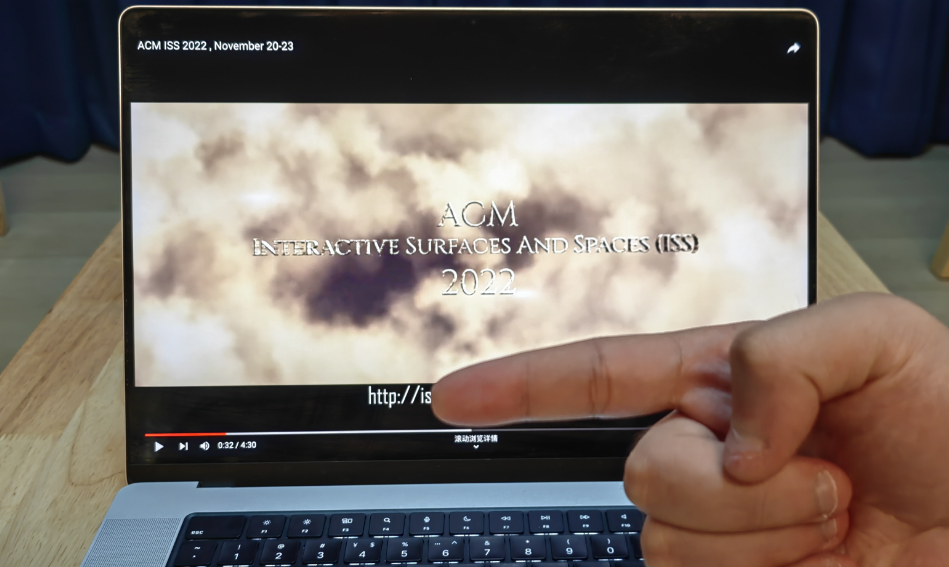 ACM ISS 2022 , November 20-23
ACM
INTERACTIVE SURFACES AND SPACES (ISS)
2022
http://is
0:32 / 4:30
滚动浏览详情
esc
F1
F2
F3
F4
F5
F6
F7
F8
F9
F10
~
! 1
@ 2
# 3
¥ $ 4
% 5
… ^ 6
& 7
* 8
( 9
) 0